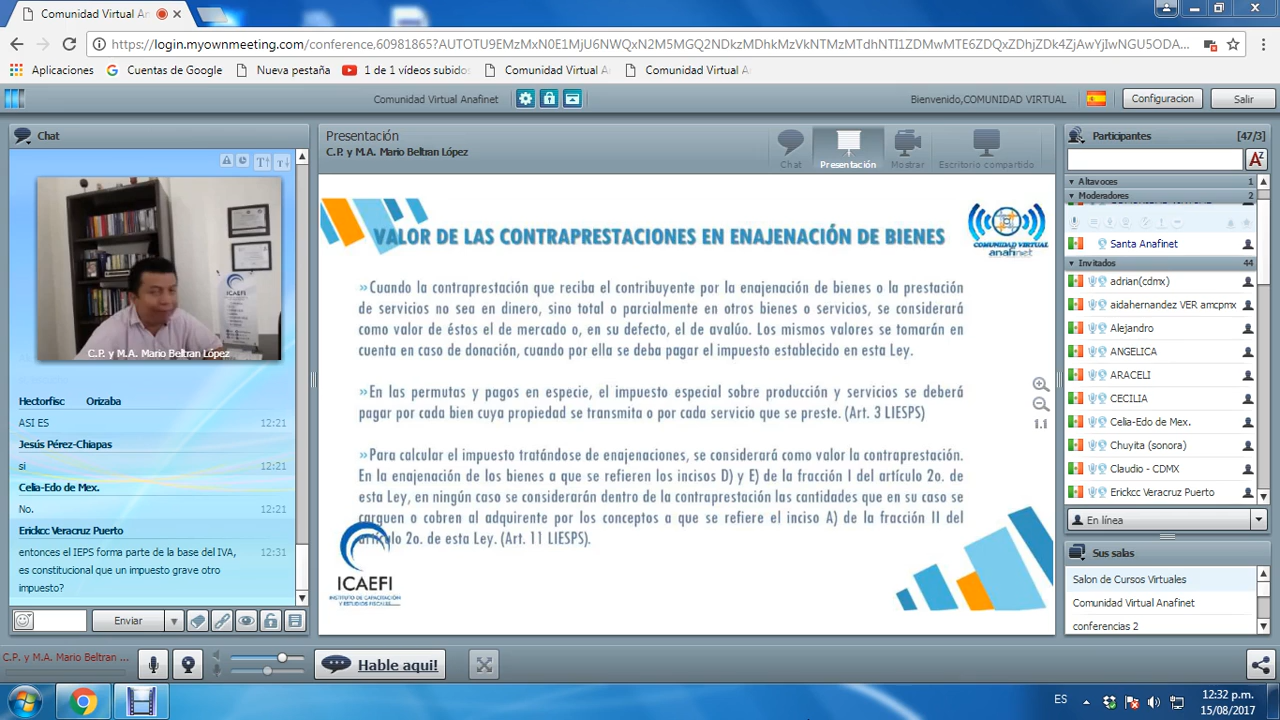 Comunidad Virtual An
https://login.myownmeeting.com/conference,60981865?AUTOTU9EMzMxN0E1MjU6NWQxN2M5MGQ2NDkzMDhkMzVkNTMzMTdhNTI1ZDMwMTE6ZDQxZDhjZDk4ZjAwYjIwNGU5ODA...
Aplicaciones
Cuentas de Google
Nueva pestaña
1 de 1 vídeos subidos
Comunidad Virtual A
Comunidad Virtual A
Comunidad Virtual Anafinet
Bienvenido,COMUNIDAD VIRTUAL
Configuracion
Salir
Chat
C.P. y M.A. Mario Beltran López
ICAEFI
Hectorfisc Orizaba
ASI ES 12:21
Jesús Pérez-Chiapas
si 12:21
Celia-Edo de Mex.
No. 12:21
Erickcc Veracruz Puerto
entonces el IEPS forma parte de la base del IVA, 12:31
es constitucional que un impuesto grave otro
impuesto?
Enviar
Presentación
C.P. y M.A. Mario Beltran López
Chat
Presentación
Mostrar
Escritorio compartido
VALOR DE LAS CONTRAPRESTACIONES EN ENAJENACIÓN DE BIENES
COMUNIDAD VIRTUAL
anafinet
»Cuando la contraprestación que reciba el contribuyente por la enajenación de bienes o la prestación
de servicios no sea en dinero, sino total o parcialmente en otros bienes o servicios, se considerará
como valor de éstos el de mercado o, en su defecto, el de avalúo. Los mismos valores se tomarán en
cuenta en caso de donación, cuando por ella se deba pagar el impuesto establecido en esta Ley.
»En las permutas y pagos en especie, el impuesto especial sobre producción y servicios se deberá
pagar por cada bien cuya propiedad se transmita o por cada servicio que se preste. (Art. 3 LIESPS)
»Para calcular el impuesto tratándose de enajenaciones, se considerará como valor la contraprestación.
En la enajenación de los bienes a que se refieren los incisos D) y E) de la fracción I del artículo 2o. de
esta Ley, en ningún caso se considerarán dentro de la contraprestación las cantidades que en su caso se
carguen o cobren al adquirente por los conceptos a que se refiere el inciso A) de la fracción II del
artículo 2o. de esta Ley. (Art. 11 LIESPS).
ICAEFI
INSTITUTO DE CAPACITACIÓN
Y ESTUDIOS FISCALES
1.1
Participantes [47/3]
Altavoces 1
Moderadores 2
Santa Anafinet
Invitados 44
adrian(cdmx)
aidahernandez VER amcpmx
Alejandro
ANGELICA
ARACELI
CECILIA
Celia-Edo de Mex.
Chuyita (sonora)
Claudio - CDMX
Erickcc Veracruz Puerto
En línea
Sus salas
Salon de Cursos Virtuales
Comunidad Virtual Anafinet
conferencias 2
C.P. y M.A. Mario Beltran ...
Hable aqui!
ES
12:32 p.m.
15/08/2017